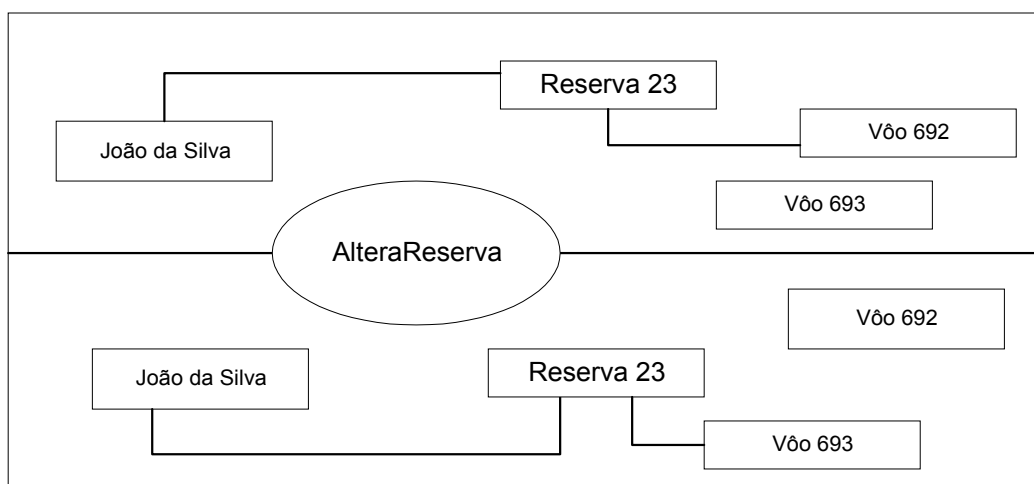 Reserva 23
João da Silva
Vôo 692
Vôo 693
AlteraReserva
Vôo 692
João da Silva
Reserva 23
Vôo 693